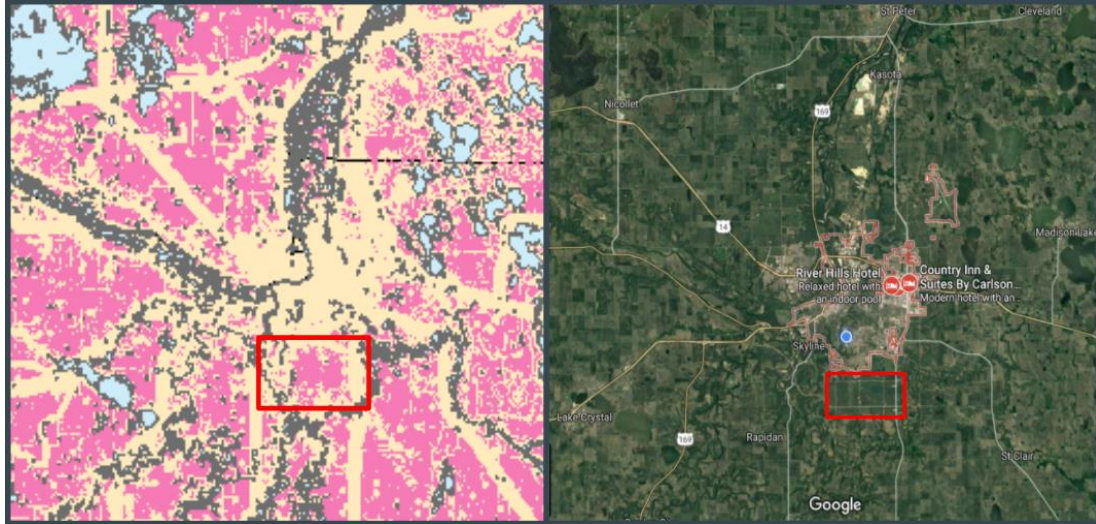 St Peter
Cleveland
Kasota
Nicollet
169
14
Madison Lake
River Hills Hotel
Relaxed hotel with
an indoor pool
Country Inn &
Suites By Carlson...
Modern hotel with an ...
Skyline
Lake Crystal
169
Rapidan
St Clair
Google